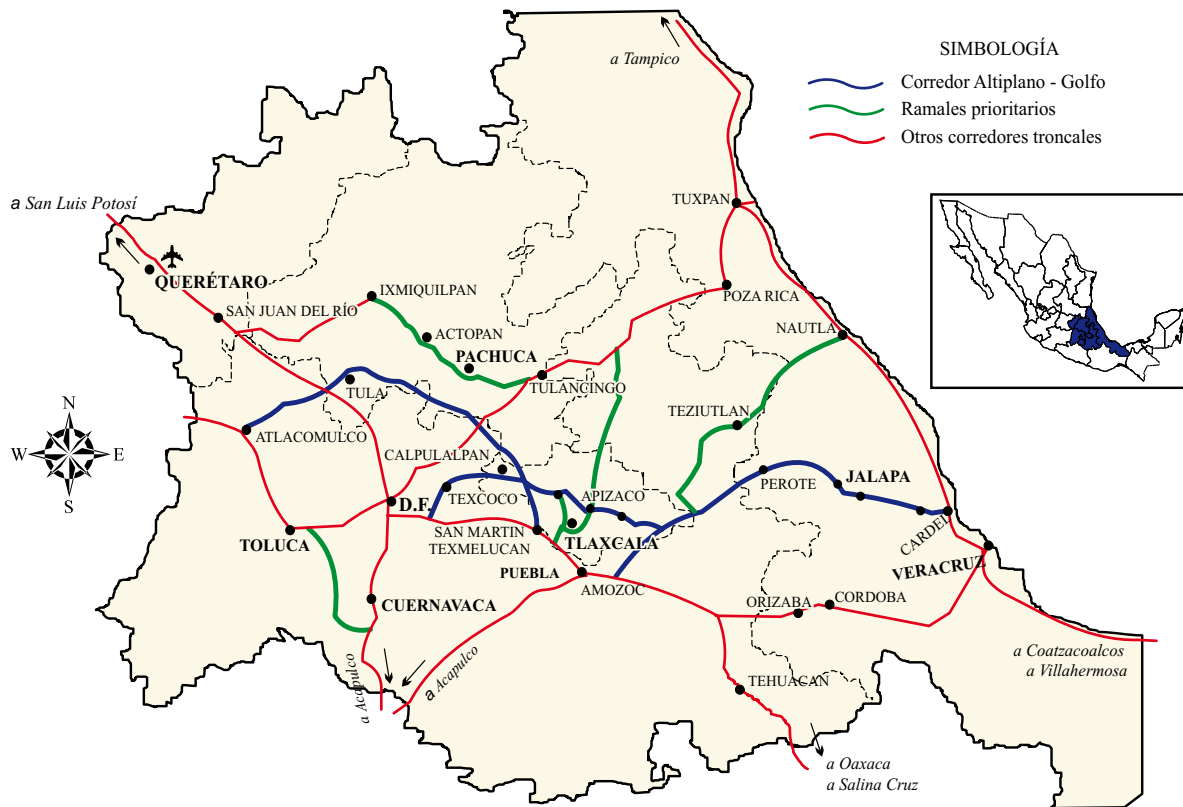 a Tampico
SIMBOLOGÍA
Corredor Altiplano - Golfo
Ramales prioritarios
Otros corredores troncales
a San Luis Potosí
TUXPAN
QUERÉTARO
SAN JUAN DEL RÍO
IXMIQUILPAN
POZA RICA
ACTOPAN
NAUTLA
PACHUCA
TULA
TULANCINGO
N
W
E
S
ATLACOMULCO
TEZIUTLAN
CALPULALPAN
TEXCOCO
PEROTE
JALAPA
D.F.
APIZACO
CARDEL
TOLUCA
SAN MARTIN
TEXMELUCAN
TLAXCALA
VERACRUZ
PUEBLA
AMOZOC
CUERNAVACA
ORIZABA
CORDOBA
a Coatzacoalcos
a Villahermosa
a Acapulco
a Acapulco
TEHUACAN
a Oaxaca
a Salina Cruz